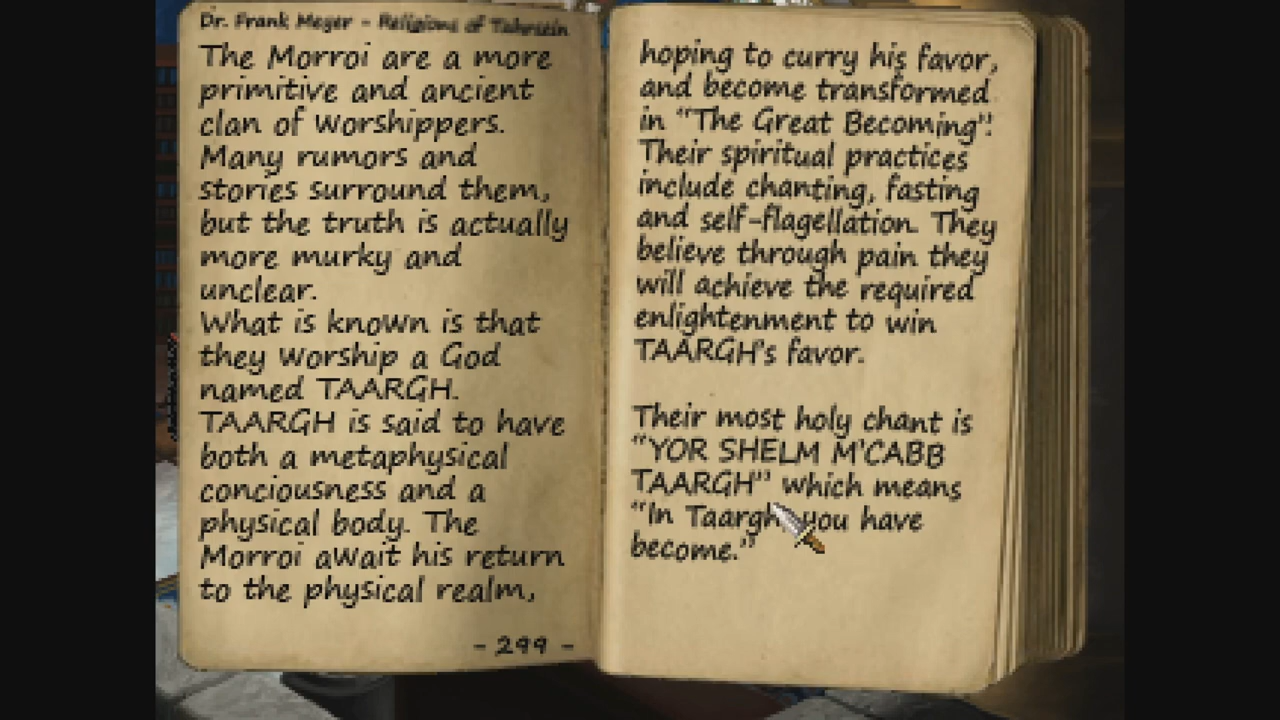 Dr. Frank Meyer - Religions of Tahrsein
The Morroi are a more
primitive and ancient
clan of worshippers.
Many rumors and
stories surround them,
but the truth is actually
more murky and
unclear.
What is known is that
they worship a God
named TAARGH.
TAARGH is said to have
both a metaphysical
conciousness and a
physical body. The
Morroi await his return
to the physical realm,
- 299 -
hoping to curry his favor,
and become transformed
in “The Great Becoming”.
Their spiritual practices
include chanting, fasting
and self-flagellation. They
believe through pain they
will achieve the required
enlightenment to win
TAARGH's favor.
Their most holy chant is
“YOR SHELM M'CABB
TAARGH” which means
“In Taargh, you have
become.”